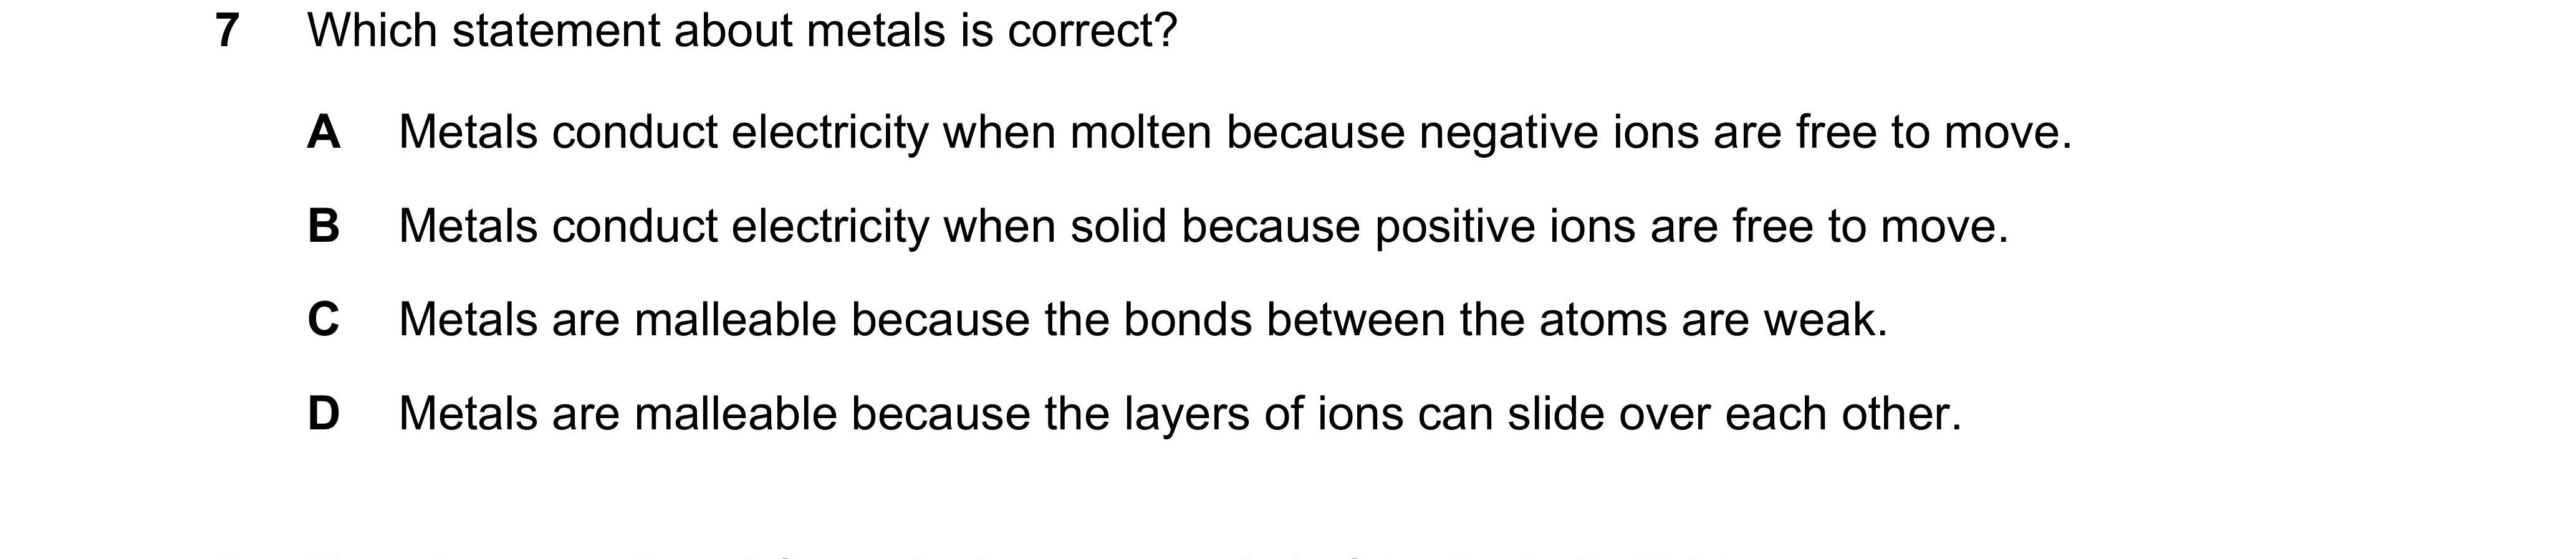 7 Which statement about metals is correct?
A Metals conduct electricity when molten because negative ions are free to move.
B Metals conduct electricity when solid because positive ions are free to move.
C Metals are malleable because the bonds between the atoms are weak.
D Metals are malleable because the layers of ions can slide over each other.